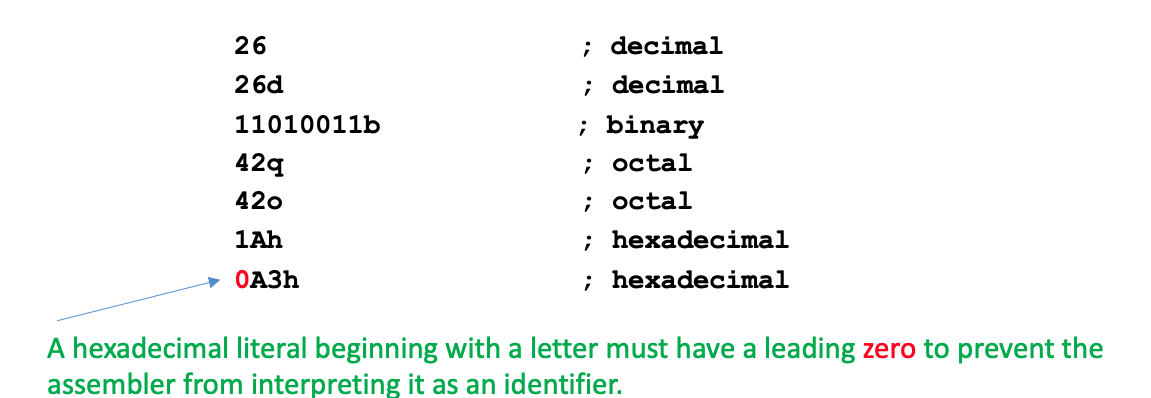 26 ; decimal
26d ; decimal
11010011b ; binary
42q ; octal
42o ; octal
1Ah ; hexadecimal
0A3h ; hexadecimal
A hexadecimal literal beginning with a letter must have a leading zero to prevent the
assembler from interpreting it as an identifier.